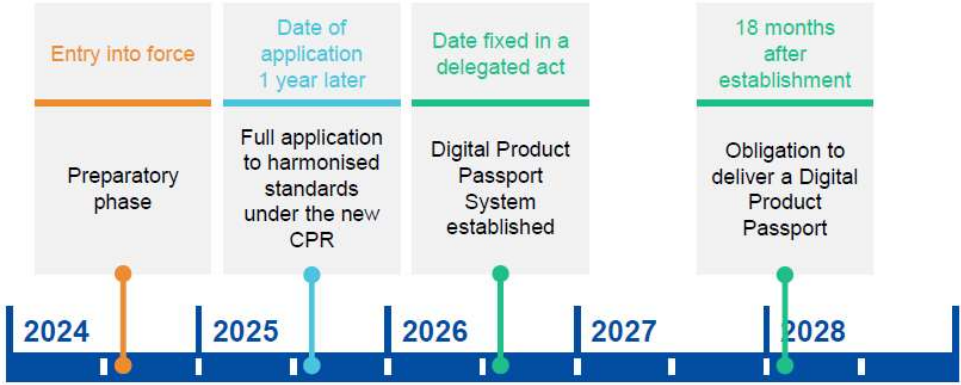 Entry into force
Preparatory
phase
Date of
application
1 year later
Full application
to harmonised
standards
under the new
CPR
Date fixed in a
delegated act
Digital Product
Passport
System
established
18 months
after
establishment
Obligation to
deliver a Digital
Product
Passport
2024
2025
2026
2027
2028